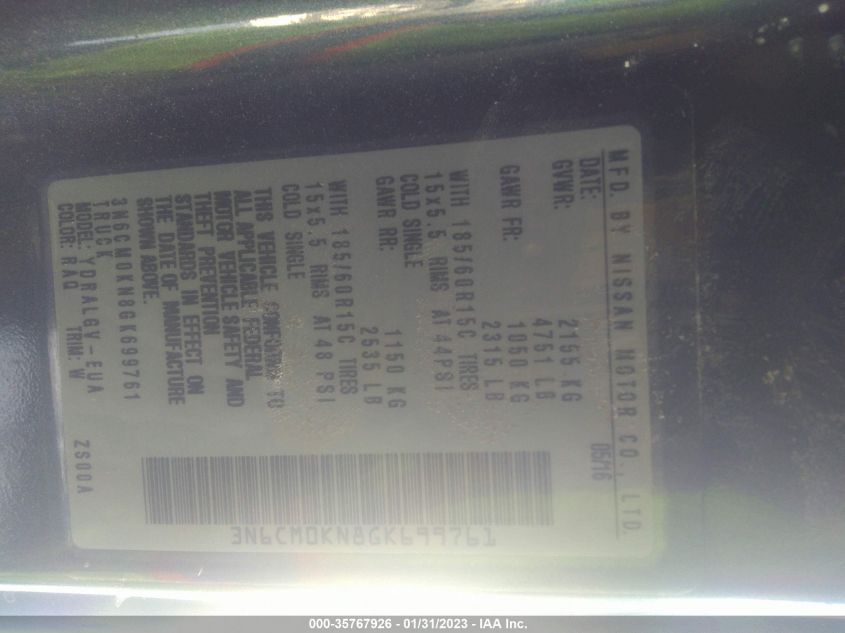 MFD. BY NISSAN MOTOR CO., LTD.
DATE: 05/16
GVWR: 2155 KG
4751 LB
GAWR FR: 1050 KG
2315 LB
WITH 185/60R15C TIRES
15x5.5 RIMS AT 44PSI
COLD SINGLE
GAWR RR: 1150 KG
2535 LB
WITH 185/60R15C TIRES
15x5.5 RIMS AT 48 PSI
COLD SINGLE
THIS VEHICLE CONFORMS TO
ALL APPLICABLE FEDERAL
MOTOR VEHICLE SAFETY AND
THEFT PREVENTION
STANDARDS IN EFFECT ON
THE DATE OF MANUFACTURE
SHOWN ABOVE.
3N6CM0KN8GK699761
TRUCK
MODEL: YDRALGV-EUA
COLOR: RAQ TRIM: W ZS00A
3N6CM0KN8GK699761
000-35767926 - 01/31/2023 - IAA Inc.